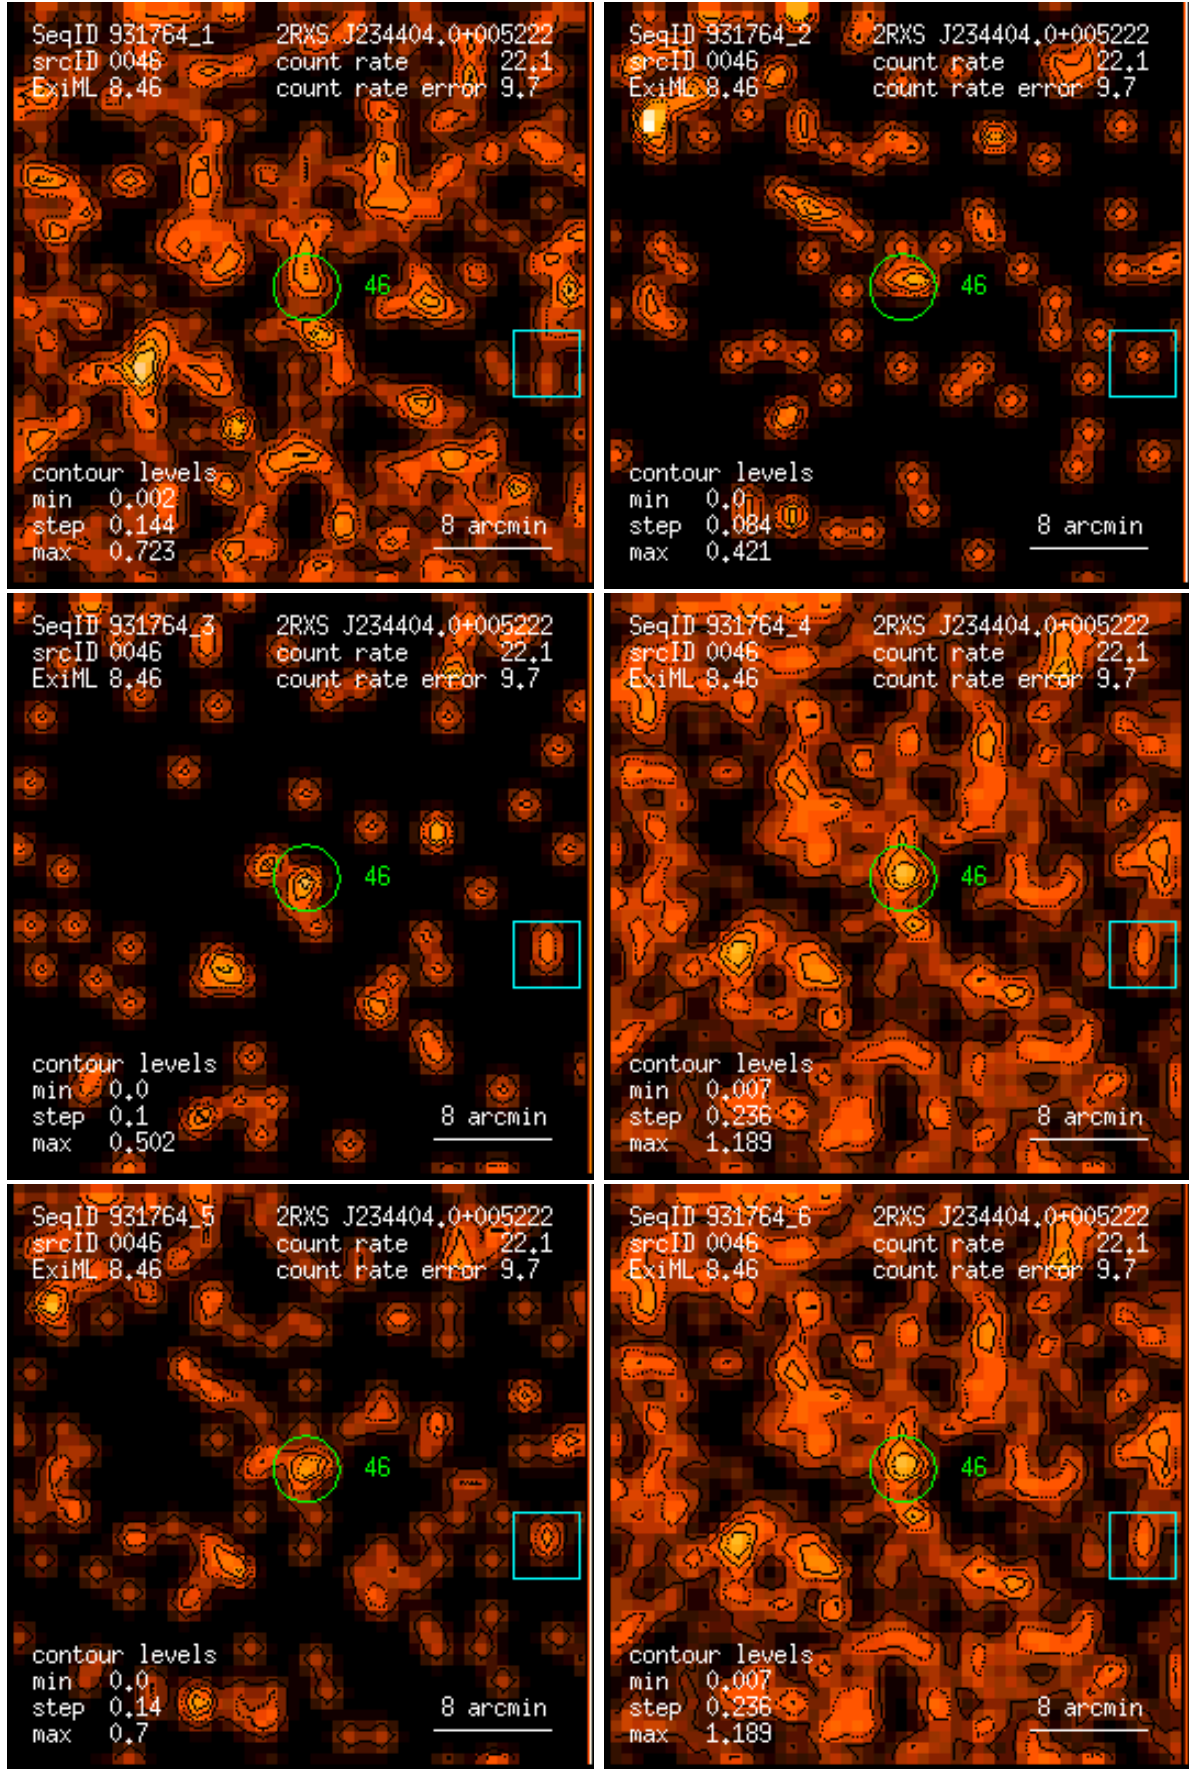 SeqID 931764_1 2RXS J234404.0+005222
srcID 0046 count rate 22.1
ExiML 8.46 count rate error 9.7
46
contour levels
min 0.002
step 0.144 8 arcmin
max 0.723
SeqID 931764_2 2RXS J234404.0+005222
srcID 0046 count rate 22.1
ExiML 8.46 count rate error 9.7
46
contour levels
min 0.0
step 0.084 8 arcmin
max 0.421
SeqID 931764_3 2RXS J234404.0+005222
srcID 0046 count rate 22.1
ExiML 8.46 count rate error 9.7
46
contour levels
min 0.0
step 0.1 8 arcmin
max 0.502
SeqID 931764_4 2RXS J234404.0+005222
srcID 0046 count rate 22.1
ExiML 8.46 count rate error 9.7
46
contour levels
min 0.007
step 0.236 8 arcmin
max 1.189
SeqID 931764_5 2RXS J234404.0+005222
srcID 0046 count rate 22.1
ExiML 8.46 count rate error 9.7
46
contour levels
min 0.0
step 0.14 8 arcmin
max 0.7
SeqID 931764_6 2RXS J234404.0+005222
srcID 0046 count rate 22.1
ExiML 8.46 count rate error 9.7
46
contour levels
min 0.007
step 0.236 8 arcmin
max 1.189